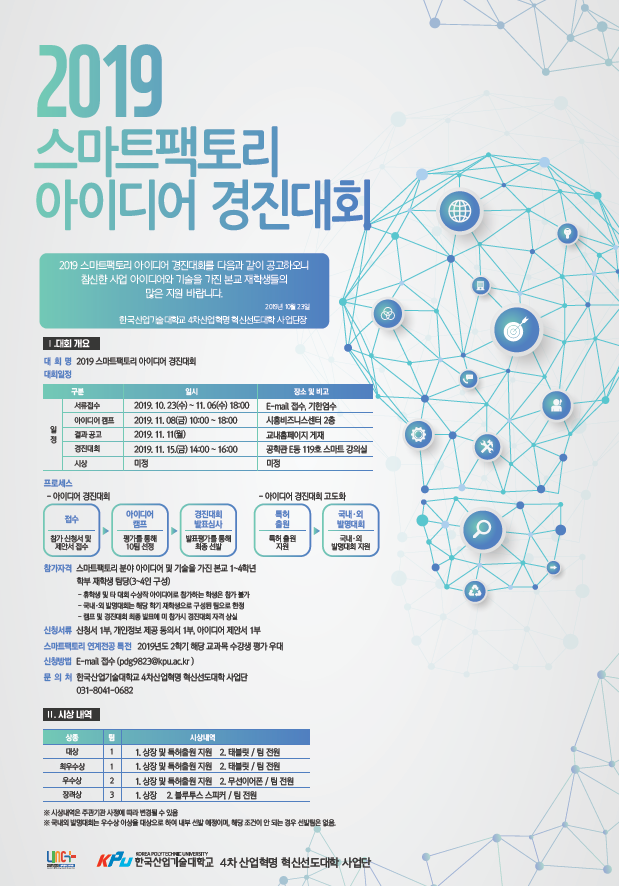 2019
스마트팩토리
아이디어 경진대회
2019 스마트팩토리 아이디어 경진대회를 다음과 같이 공고하오니
참신한 사업 아이디어와 기술을 가진 본교 재학생들의
많은 지원 바랍니다.
2019년 10월 23일
한국산업기술대학교 4차산업혁명 혁신선도대학 사업단장
Ⅰ.대회 개요
대 회 명 2019 스마트팩토리 아이디어 경진대회
대회일정
구분 일시 장소 및 비고
일정
서류접수 2019. 10. 23(수) ~ 11. 06(수) 18:00 E-mail 접수, 기한엄수
아이디어 캠프 2019. 11. 08(금) 10:00 ~ 18:00 시흥비즈니스센터 2층
결과 공고 2019. 11. 11(월) 교내홈페이지 게재
경진대회 2019. 11. 15.(금) 14:00 ~ 16:00 공학관 E동 119호 스마트 강의실
시상 미정 미정
프로세스
- 아이디어 경진대회 - 아이디어 경진대회 고도화
접수
참가 신청서 및
제안서 접수
아이디어
캠프
평가를 통해
10팀 선정
경진대회
발표심사
발표평가를 통해
최종 선발
특허
출원
특허 출원
지원
국내·외
발명대회
국내·외
발명대회 지원
참가자격 스마트팩토리 분야 아이디어 및 기술을 가진 본교 1~4학년
학부 재학생 팀당(3~4인 구성)
- 휴학생 및 타 대회 수상작 아이디어로 참가하는 학생은 참가 불가
- 국내·외 발명대회는 해당 학기 재학생으로 구성된 팀으로 한정
- 캠프 및 경진대회 최종 발표에 미 참가시 경진대회 자격 상실
신청서류 신청서 1부, 개인정보 제공 동의서 1부, 아이디어 제안서 1부
스마트팩토리 연계전공 특전 2019년도 2학기 해당 교과목 수강생 평가 우대
신청방법 E-mail 접수 (pdg9823@kpu.ac.kr )
문 의 처 한국산업기술대학교 4차산업혁명 혁신선도대학 사업단
031-8041-0682
Ⅱ. 시상 내역
상품 팀 시상내역
대상 1 1. 상장 및 특허출원 지원 2. 태블릿 / 팀 전원
최우수상 1 1. 상장 및 특허출원 지원 2. 태블릿 / 팀 전원
우수상 2 1. 상장 및 특허출원 지원 2. 무선이어폰 / 팀 전원
장려상 3 1. 상장 2. 블루투스 스피커 / 팀 전원
※ 시상내역은 주관기관 사정에 따라 변경될 수 있음
※ 국내외 발명대회는 우수상 이상을 대상으로 하여 내부 선발 예정이며, 해당 조건이 안 되는 경우 선발팀은 없음.
LINC+
KPU
KOREA POLYTECHNIC UNIVERSITY
한국산업기술대학교 4차 산업혁명 혁신선도대학 사업단